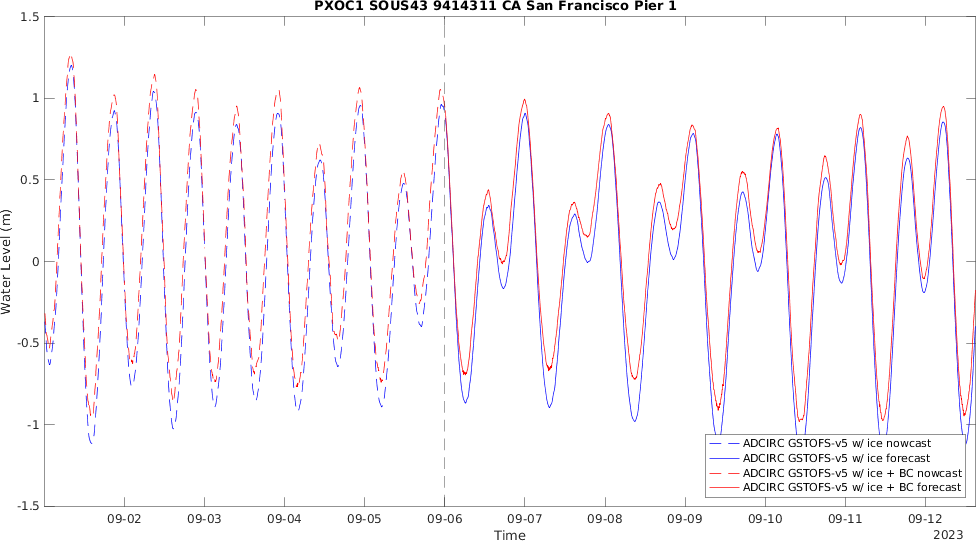 PXOC1 SOUS43 9414311 CA San Francisco Pier 1
1.5
1
0.5
0
-0.5
-1
-1.5
Water Level (m)
ADCIRC GSTOFS-v5 w/ ice nowcast
ADCIRC GSTOFS-v5 w/ ice forecast
ADCIRC GSTOFS-v5 w/ ice + BC nowcast
ADCIRC GSTOFS-v5 w/ ice + BC forecast
09-02 09-03 09-04 09-05 09-06 09-07 09-08 09-09 09-10 09-11 09-12
Time
2023